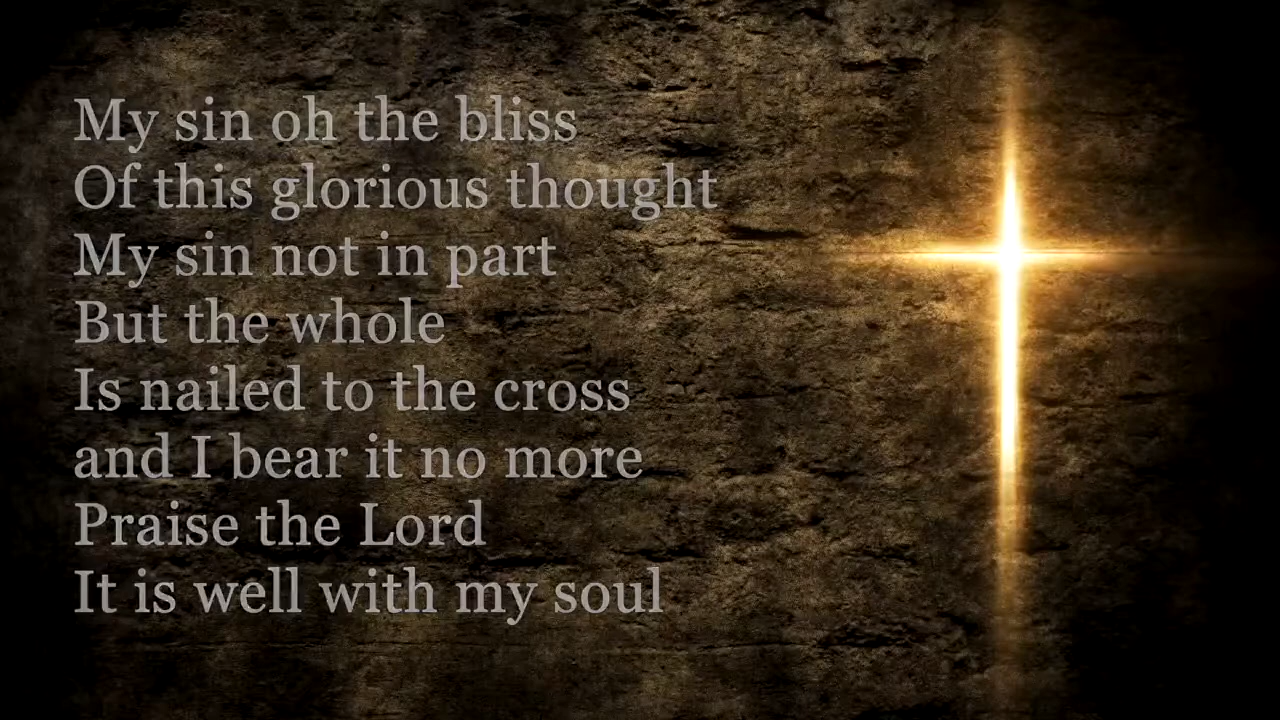 My sin oh the bliss
Of this glorious thought
My sin not in part
But the whole
Is nailed to the cross
and I bear it no more
Praise the Lord
It is well with my soul